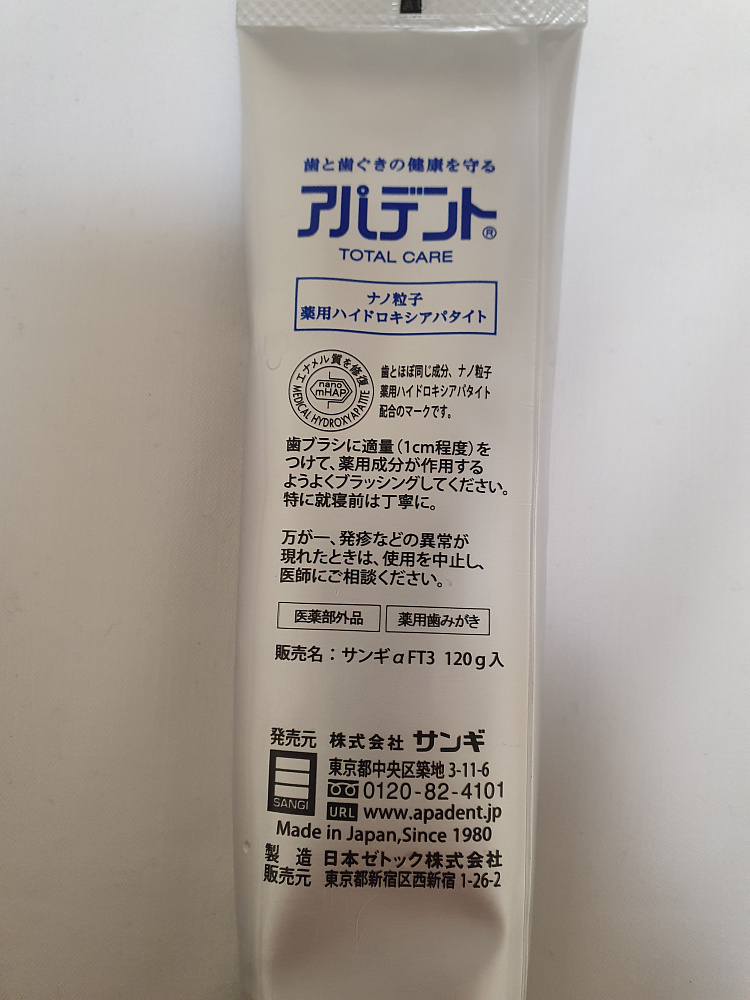 歯と歯ぐきの健康を守る
アパデント®
TOTAL CARE
ナノ粒子
薬用ハイドロキシアパタイト
エナメル質を修復
nano
mHAP
MEDICAL HYDROXYAPATITE
歯とほぼ同じ成分、ナノ粒子
薬用ハイドロキシアパタイト
配合のマークです。
歯ブラシに適量(1cm程度)を
つけて、薬用成分が作用する
ようよくブラッシングしてください。
特に就寝前は丁寧に。
万が一、発疹などの異常が
現れたときは、使用を中止し、
医師にご相談ください。
医薬部外品 薬用歯みがき
販売名:サンギαFT3 120g入
発売元 株式会社 サンギ
SANGI
東京都中央区築地 3-11-6
0120-82-4101
URL www.apadent.jp
Made in Japan,Since 1980
製造 日本ゼトック株式会社
販売元 東京都新宿区西新宿 1-26-2